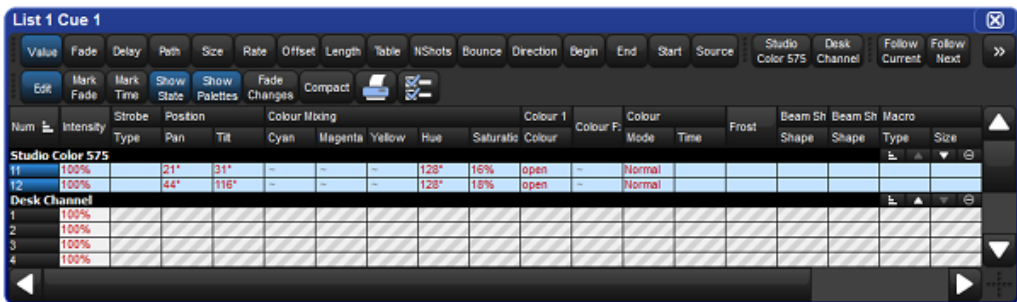 List 1 Cue 1
Value Fade Delay Path Size Rate Offset Length Table NShots Bounce Direction Begin End Start Source Studio Color 575 Desk Channel Follow Current Follow Next »
Edit Mark Fade Mark Time Show State Show Palettes Fade Changes Compact
Num Intensity Strobe Position Colour Mixing Colour 1 Colour F: Colour Frost Beam Sh Beam Sh Macro
Type Pan Tilt Cyan Magenta Yellow Hue Saturatic Colour Mode Time Shape Shape Type Size
Studio Color 575
11 100% 21° 31° ~ ~ ~ 128° 16% open ~ Normal
12 100% 44° 116° ~ ~ ~ 128° 18% open ~ Normal
Desk Channel
1 100%
2 100%
3 100%
4 100%